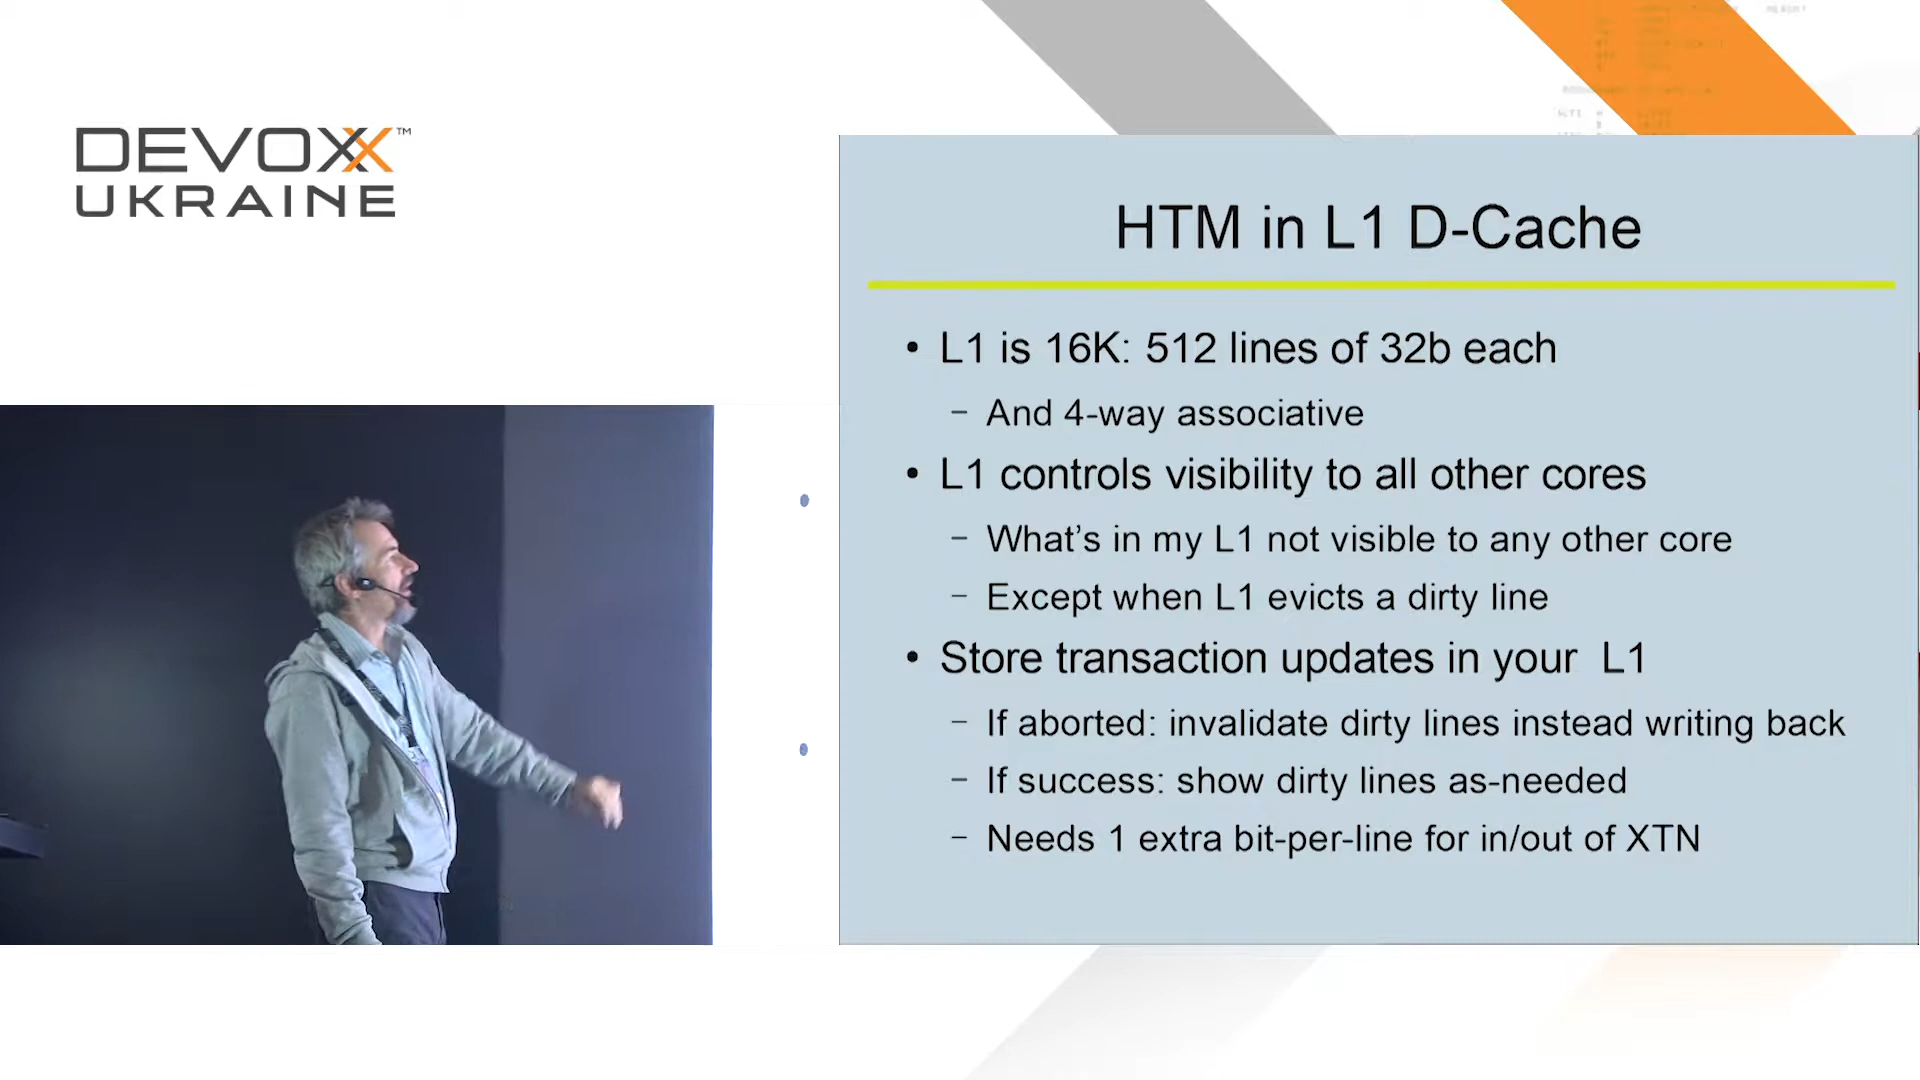 DEVOXX™
UKRAINE
HTM in L1 D-Cache
• L1 is 16K: 512 lines of 32b each
– And 4-way associative
• L1 controls visibility to all other cores
– What’s in my L1 not visible to any other core
– Except when L1 evicts a dirty line
• Store transaction updates in your L1
– If aborted: invalidate dirty lines instead writing back
– If success: show dirty lines as-needed
– Needs 1 extra bit-per-line for in/out of XTN